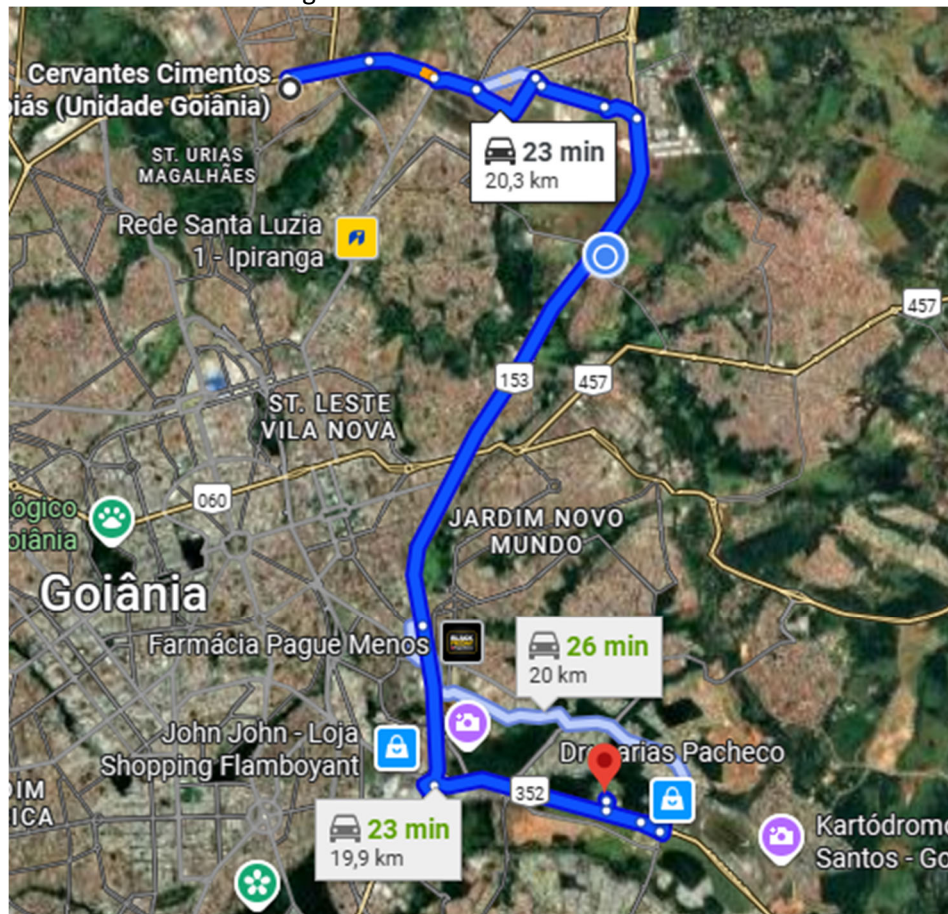 Cervantes Cimentos
iás (Unidade Goiânia)
ST. URIAS
MAGALHÃES
23 min
20,3 km
Rede Santa Luzia
1 - Ipiranga
457
153
457
ST. LESTE
VILA NOVA
060
ógico
oiânia
JARDIM NOVO
MUNDO
Goiânia
Farmácia Pague Menos
26 min
20 km
John John - Loja
Shopping Flamboyant
Pacheco
352
DIM
ICA
23 min
19,9 km
Kartódromo
Santos - Go